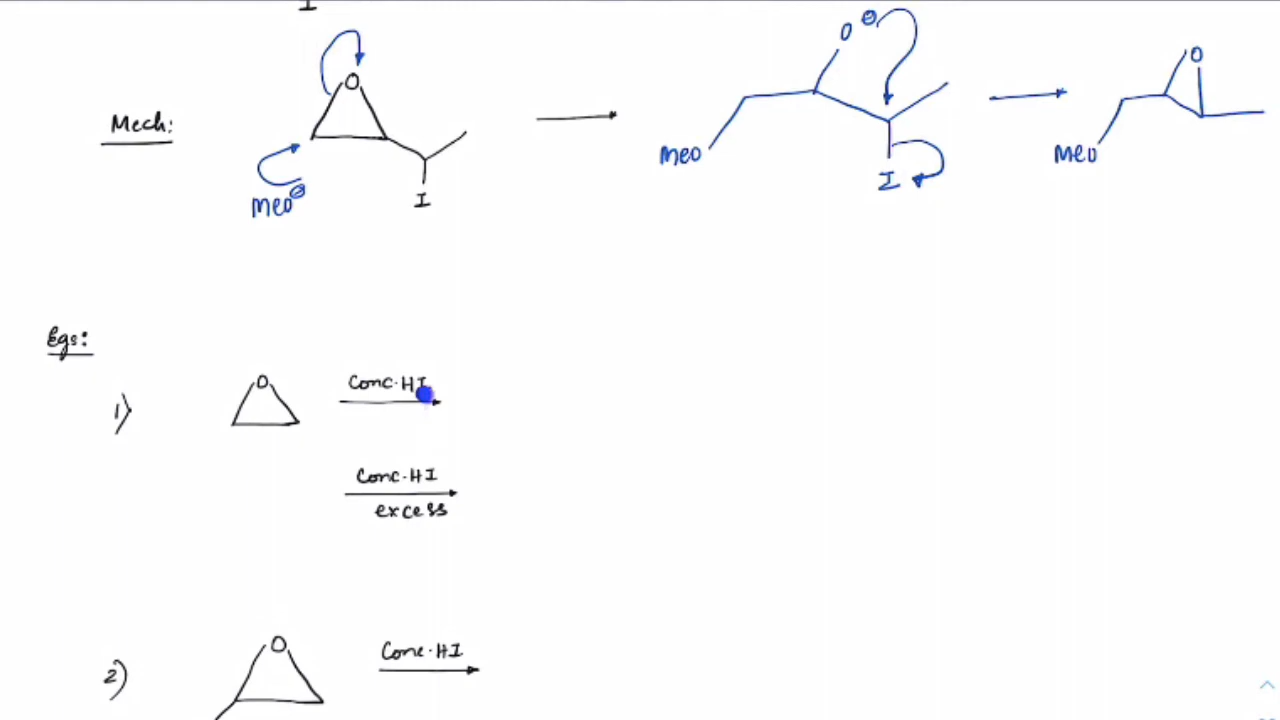 I
O
Mech:
MeO⊖
I
O⊖
MeO
I
O
MeO
Egs:
1)
O
Conc·HI
Conc·HI
excess
2)
O
Conc·HI